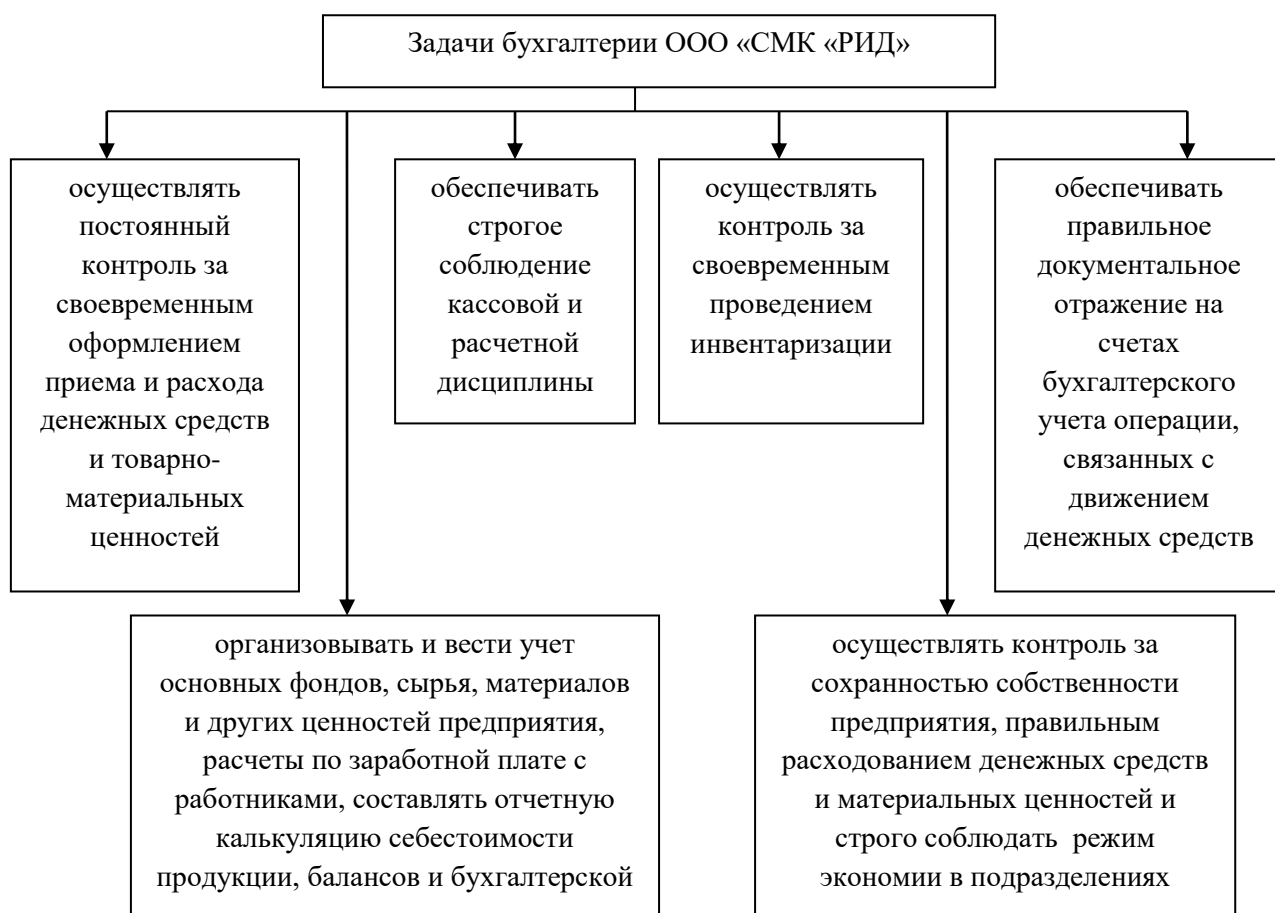 Задачи бухгалтерии ООО «СМК «РИД»
осуществлять
постоянный
контроль за
своевременным
оформлением
приема и расхода
денежных средств
и товарно-
материальных
ценностей
обеспечивать
строгое
соблюдение
кассовой и
расчетной
дисциплины
осуществлять
контроль за
своевременным
проведением
инвентаризации
обеспечивать
правильное
документальное
отражение на
счетах
бухгалтерского
учета операции,
связанных с
движением
денежных средств
организовывать и вести учет
основных фондов, сырья, материалов
и других ценностей предприятия,
расчеты по заработной плате с
работниками, составлять отчетную
калькуляцию себестоимости
продукции, балансов и бухгалтерской
осуществлять контроль за
сохранностью собственности
предприятия, правильным
расходованием денежных средств
и материальных ценностей и
строго соблюдать режим
экономии в подразделениях